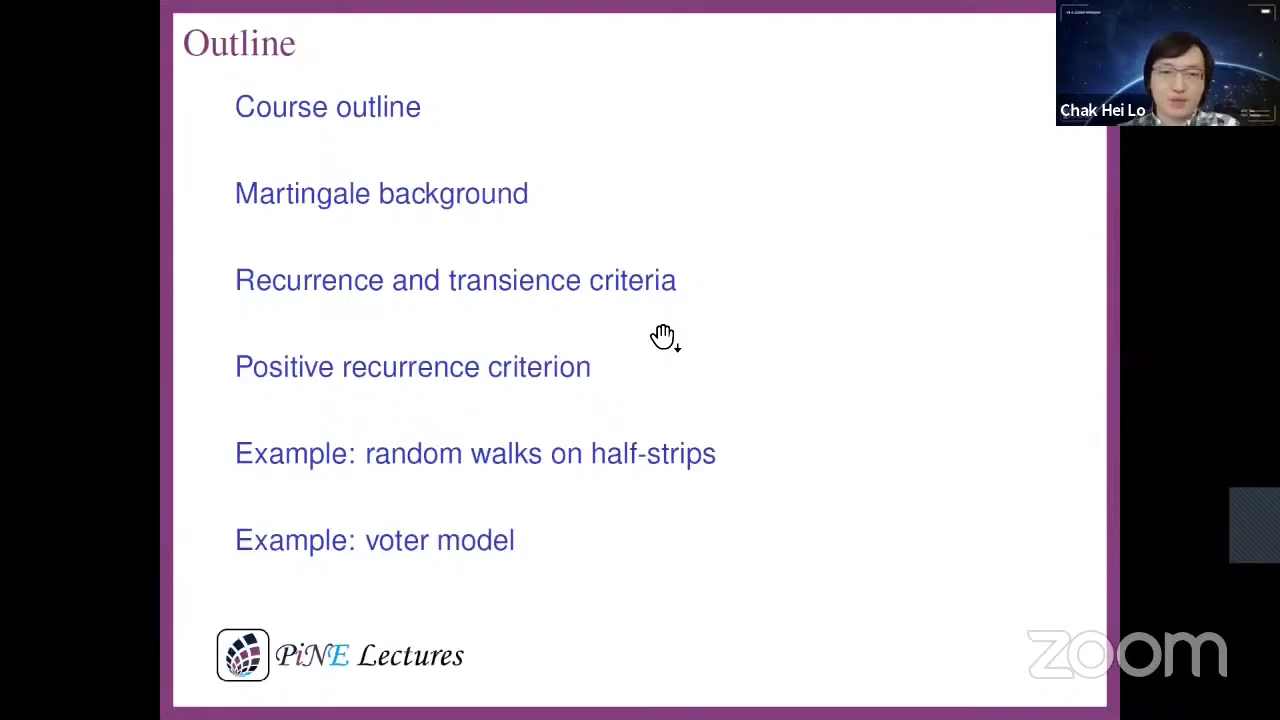 Outline
Course outline
Martingale background
Recurrence and transience criteria
Positive recurrence criterion
Example: random walks on half-strips
Example: voter model
PiNE Lectures
Chak Hei Lo
zoom